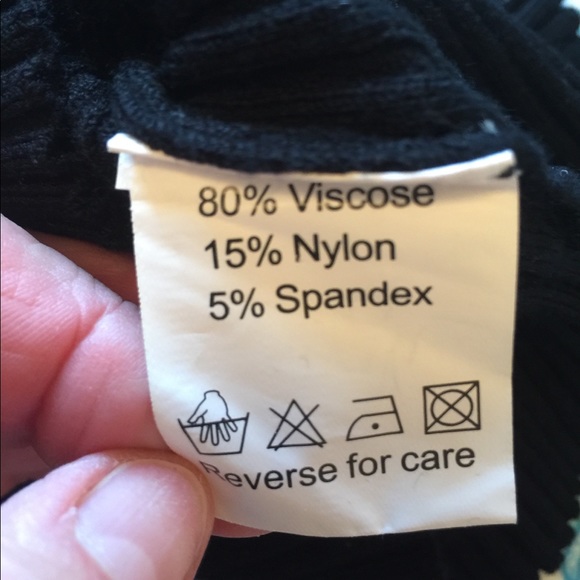 80% Viscose
15% Nylon
5% Spandex
Reverse for care